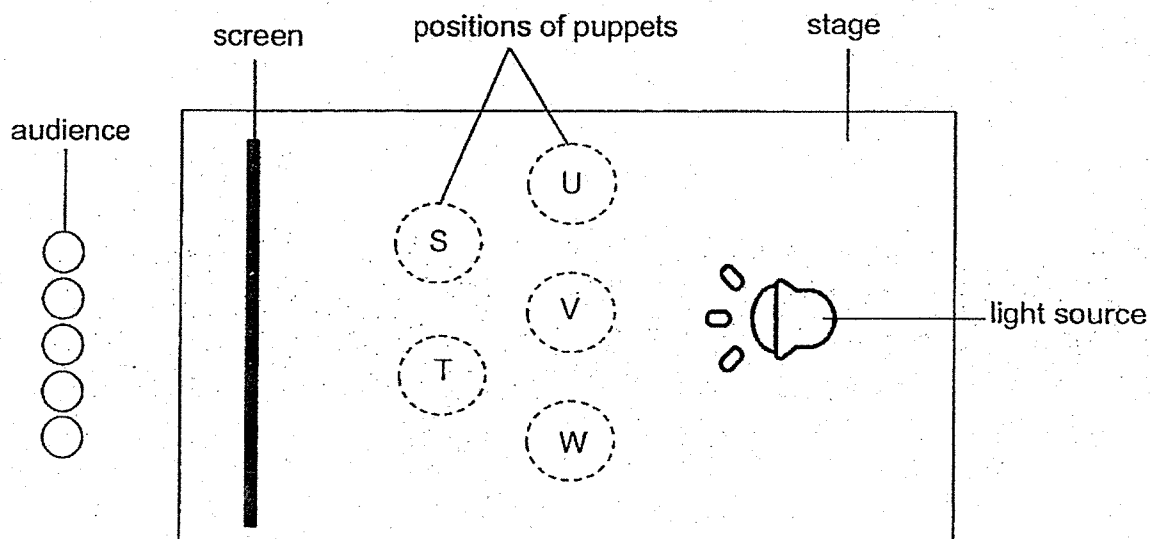 positions of puppets
stage
screen
audience
U
S
V
light source
T
W